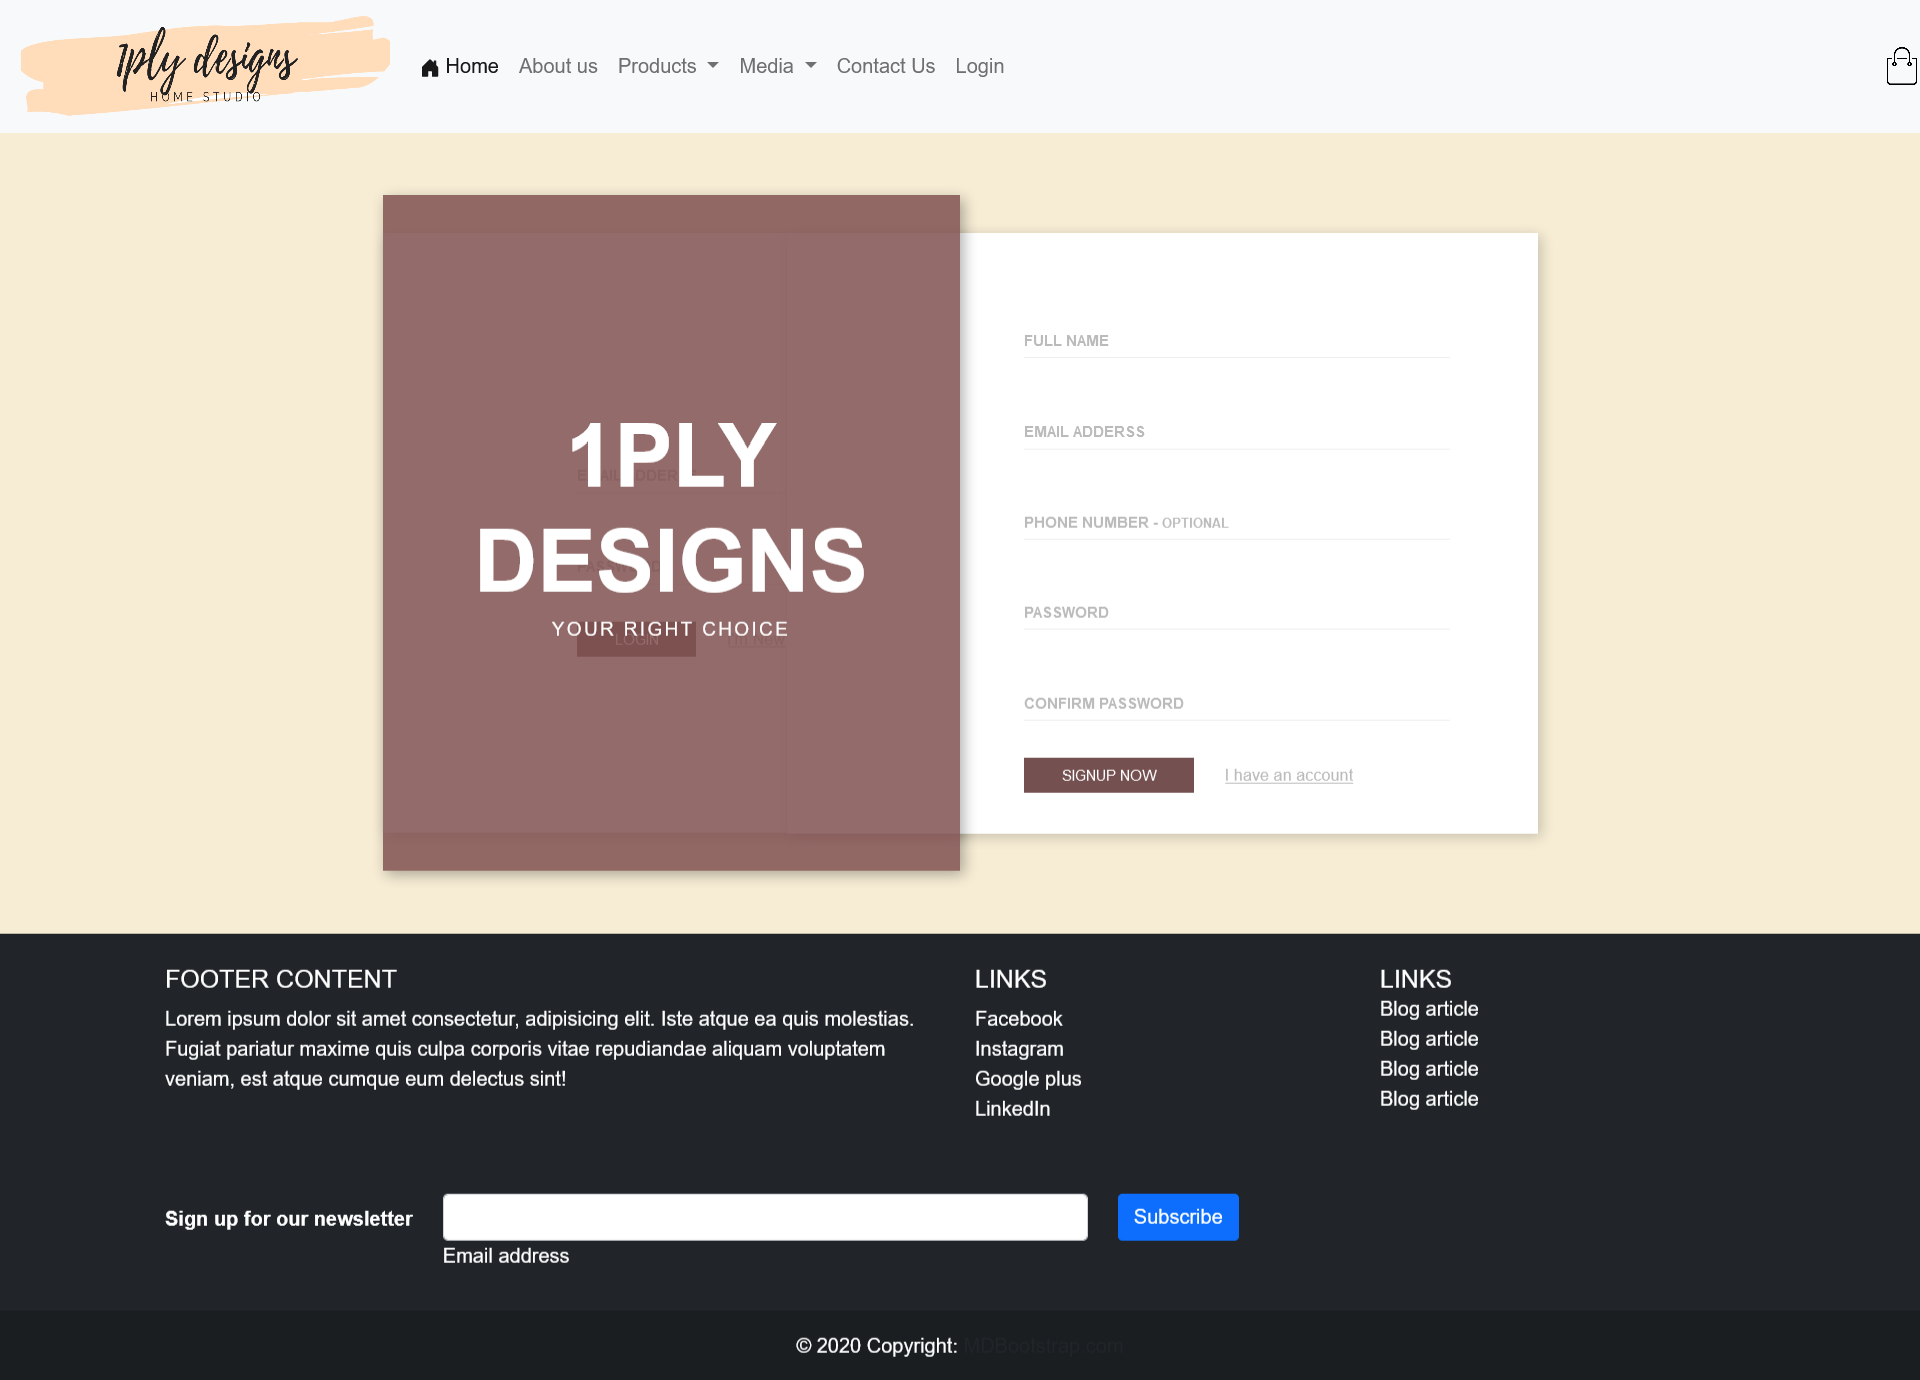 1ply designs
HOME STUDIO
Home About us Products Media Contact Us Login
1PLY
DESIGNS
YOUR RIGHT CHOICE
PASSWORD
LOGIN
FULL NAME
EMAIL ADDERSS
PHONE NUMBER - OPTIONAL
PASSWORD
CONFIRM PASSWORD
SIGNUP NOW I have an account
FOOTER CONTENT
Lorem ipsum dolor sit amet consectetur, adipisicing elit. Iste atque ea quis molestias.
Fugiat pariatur maxime quis culpa corporis vitae repudiandae aliquam voluptatem
veniam, est atque cumque eum delectus sint!
LINKS
Facebook
Instagram
Google plus
LinkedIn
LINKS
Blog article
Blog article
Blog article
Blog article
Sign up for our newsletter
Email address
Subscribe
© 2020 Copyright: MDBootstrap.com